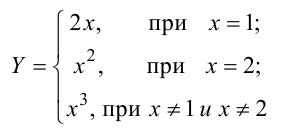 2x, при x = 1;
Y = x², при x = 2;
x³, при x ≠ 1 и x ≠ 2